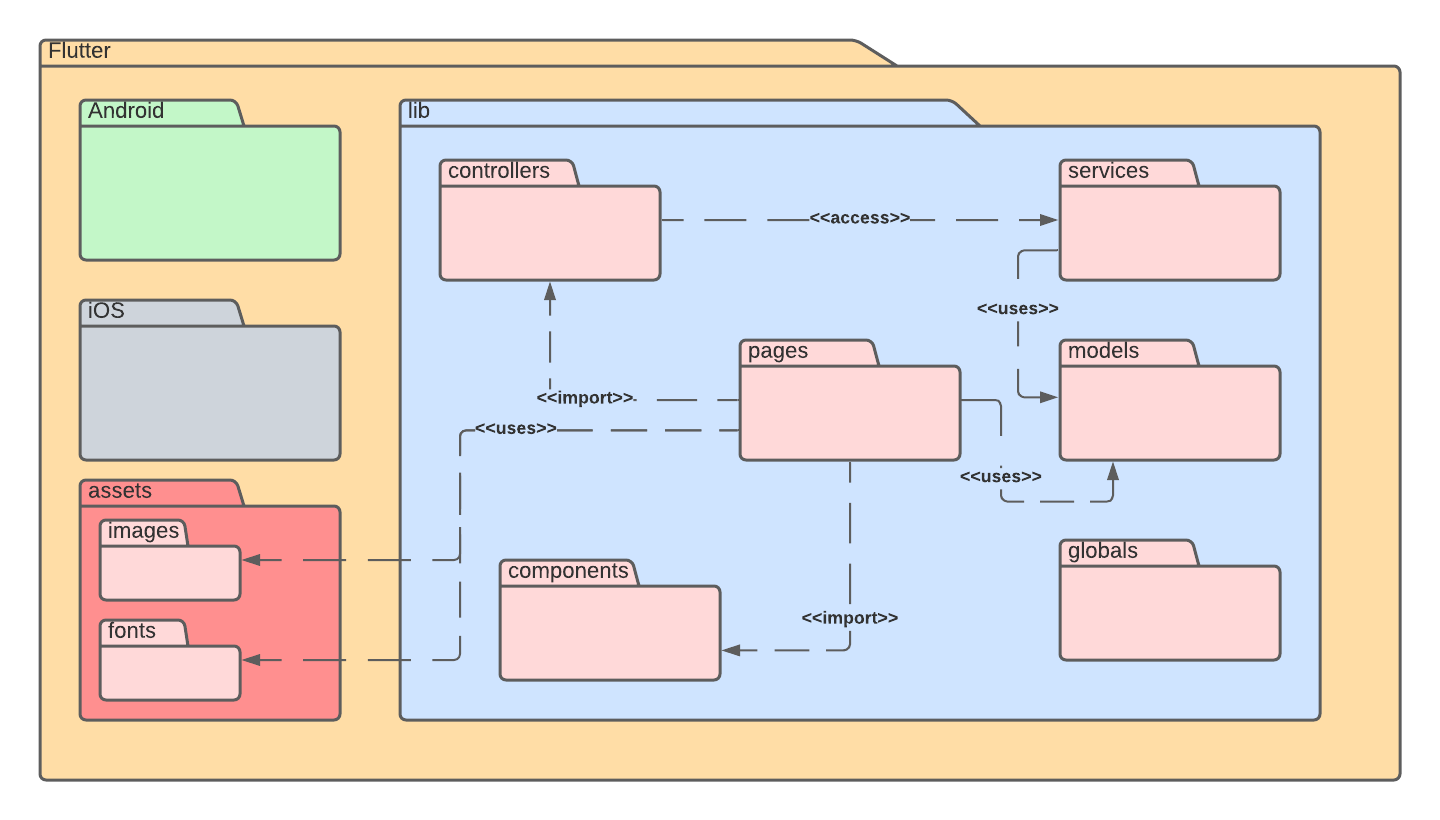 Flutter
Android
lib
controllers
services
<<access>>
iOS
<<uses>>
pages
models
<<import>>
<<uses>>
<<uses>>
assets
images
globals
components
<<import>>
fonts